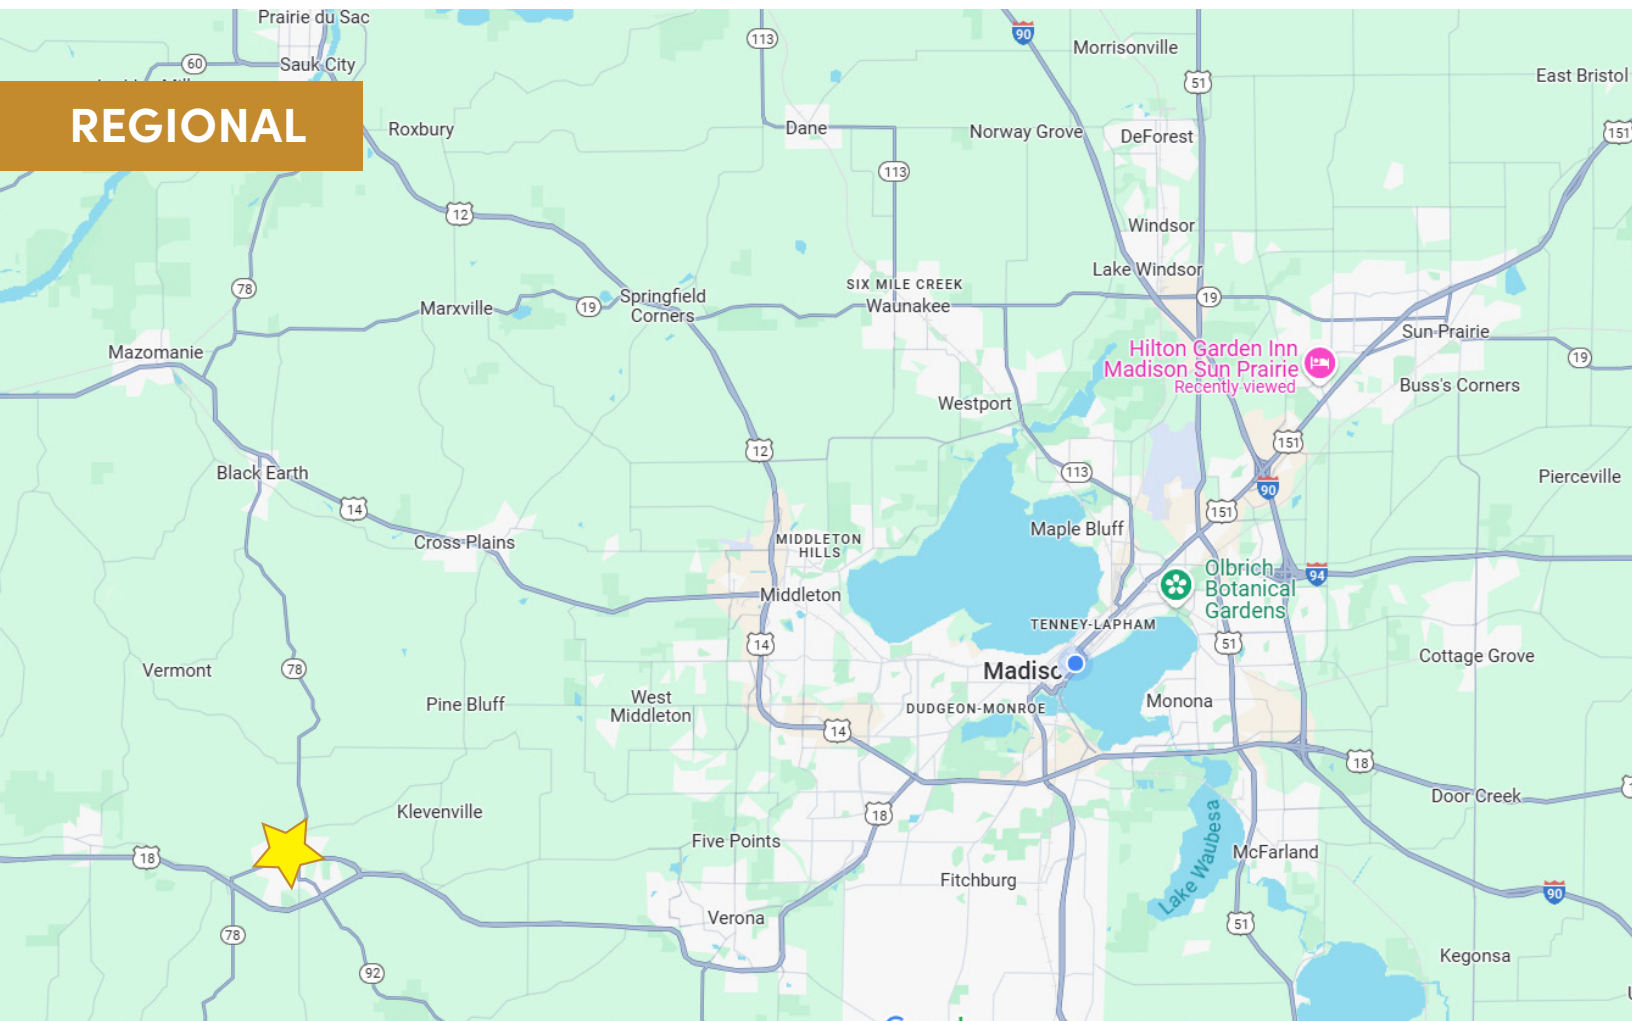 Prairie du Sac
60
Sauk City
113
90
Morrisonville
51
East Bristol
REGIONAL
Roxbury
Dane
Norway Grove
DeForest
151
113
12
Windsor
Lake Windsor
78
Marxville
19
Springfield
Corners
SIX MILE CREEK
Waunakee
19
Sun Prairie
Mazomanie
Hilton Garden Inn
Madison Sun Prairie
Recently viewed
19
Buss's Corners
Westport
151
12
113
Black Earth
90
Pierceville
14
151
Cross Plains
MIDDLETON
HILLS
Maple Bluff
Olbrich
Botanical
Gardens
94
Middleton
TENNEY-LAPHAM
14
51
Vermont
78
Madiso
Cottage Grove
Pine Bluff
West
Middleton
DUDGEON-MONROE
Monona
14
18
Klevenville
18
Door Creek
Five Points
Lake Waubesa
McFarland
18
Fitchburg
90
Verona
51
78
92
Kegonsa